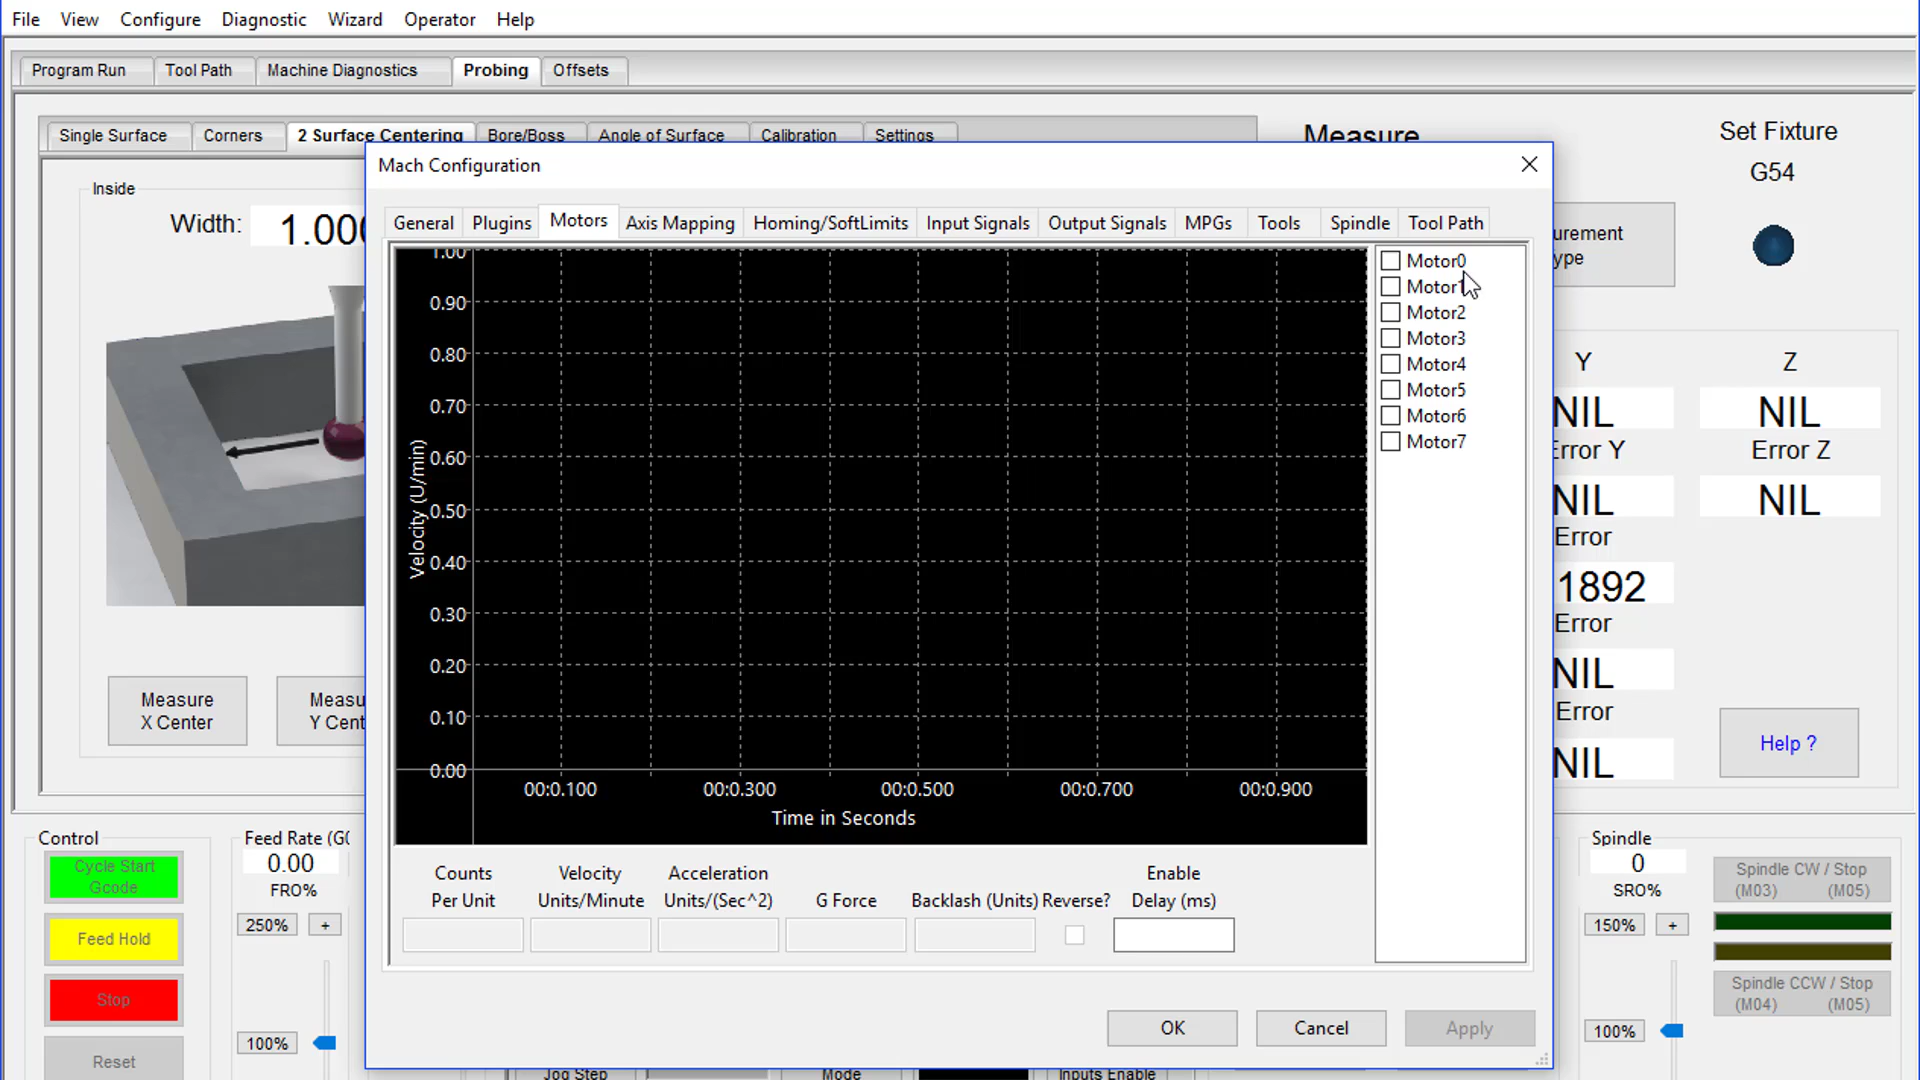 File View Configure Diagnostic Wizard Operator Help
Program Run Tool Path Machine Diagnostics Probing Offsets
Single Surface Corners 2 Surface Centering Bore/Boss Angle of Surface Calibration Settings
Measure
Set Fixture
G54
Inside
Width: 1.000
Mach Configuration
General Plugins Motors Axis Mapping Homing/SoftLimits Input Signals Output Signals MPGs Tools Spindle Tool Path
1.00
0.90
0.80
0.70
0.60
0.50
0.40
0.30
0.20
0.10
0.00
Velocity (U/min)
00:0.100 00:0.300 00:0.500 00:0.700 00:0.900
Time in Seconds
Motor0
Motor1
Motor2
Motor3
Motor4
Motor5
Motor6
Motor7
Counts
Per Unit
Velocity
Units/Minute
Acceleration
Units/(Sec^2)
G Force
Backlash (Units)
Reverse?
Enable
Delay (ms)
OK Cancel Apply
Measure
X Center
Y Z
NIL NIL
Error Y Error Z
NIL NIL
Error
1892
Error
NIL
Error
NIL
Help ?
Control
Cycle Start
Gcode
Feed Hold
Stop
Reset
Feed Rate
0.00
FRO%
250% +
100%
Jog Step
Mode
Inputs Enable
Spindle
0
SRO%
150% +
100%
Spindle CW / Stop
(M03) (M05)
Spindle CCW / Stop
(M04) (M05)